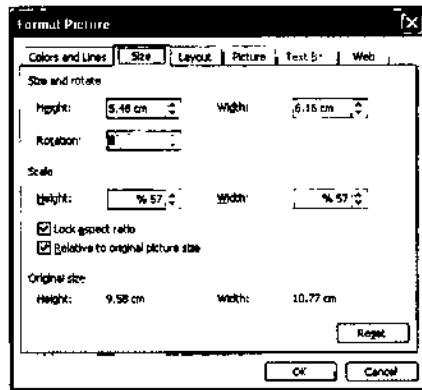 Format Picture
Colors and Lines Size Layout Picture Text Web
Size and rotate
Height: 5.46 cm Width: 6.16 cm
Rotation:
Scale
Height: % 57 Width: % 57
Lock aspect ratio
Relative to original picture size
Original size
Height: 9.58 cm Width: 10.77 cm
Reset
OK Cancel